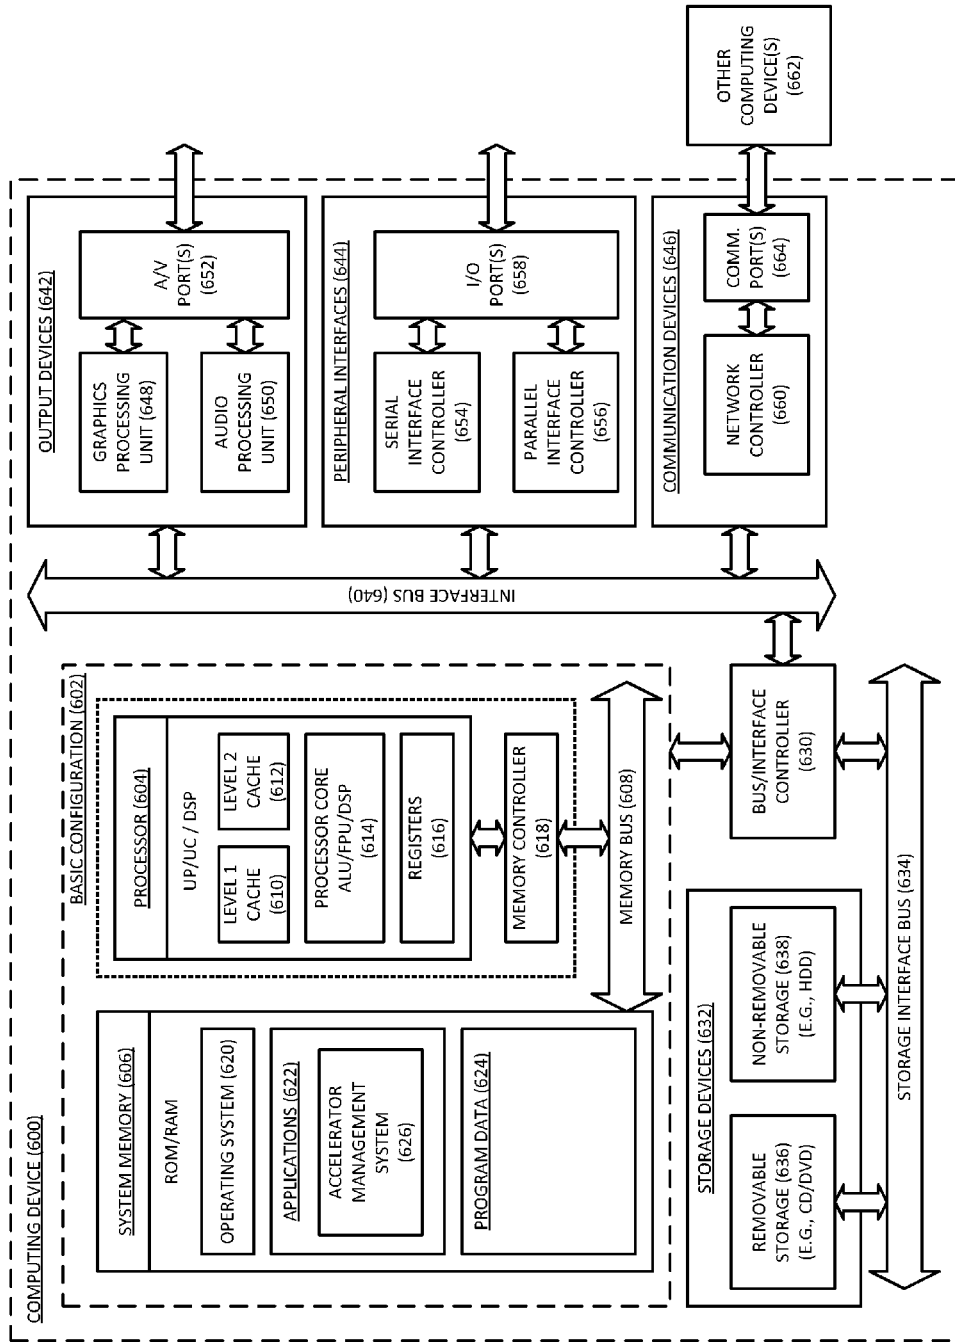 COMPUTING DEVICE (600)
BASIC CONFIGURATION (602)
SYSTEM MEMORY (606)
ROM/RAM
OPERATING SYSTEM (620)
APPLICATIONS (622)
ACCELERATOR
MANAGEMENT
SYSTEM
(626)
PROGRAM DATA (624)
PROCESSOR (604)
UP/UC / DSP
LEVEL 1
CACHE
(610)
LEVEL 2
CACHE
(612)
PROCESSOR CORE
ALU/FPU/DSP
(614)
REGISTERS
(616)
MEMORY CONTROLLER
(618)
MEMORY BUS (608)
STORAGE DEVICES (632)
REMOVABLE
STORAGE (636)
(E.G., CD/DVD)
NON-REMOVABLE
STORAGE (638)
(E.G., HDD)
BUS/INTERFACE
CONTROLLER
(630)
STORAGE INTERFACE BUS (634)
INTERFACE BUS (640)
OUTPUT DEVICES (642)
GRAPHICS
PROCESSING
UNIT (648)
AUDIO
PROCESSING
UNIT (650)
A/V
PORT(S)
(652)
PERIPHERAL INTERFACES (644)
SERIAL
INTERFACE
CONTROLLER
(654)
PARALLEL
INTERFACE
CONTROLLER
(656)
I/O
PORT(S)
(658)
COMMUNICATION DEVICES (646)
NETWORK
CONTROLLER
(660)
COMM.
PORT(S)
(664)
OTHER
COMPUTING
DEVICE(S)
(662)